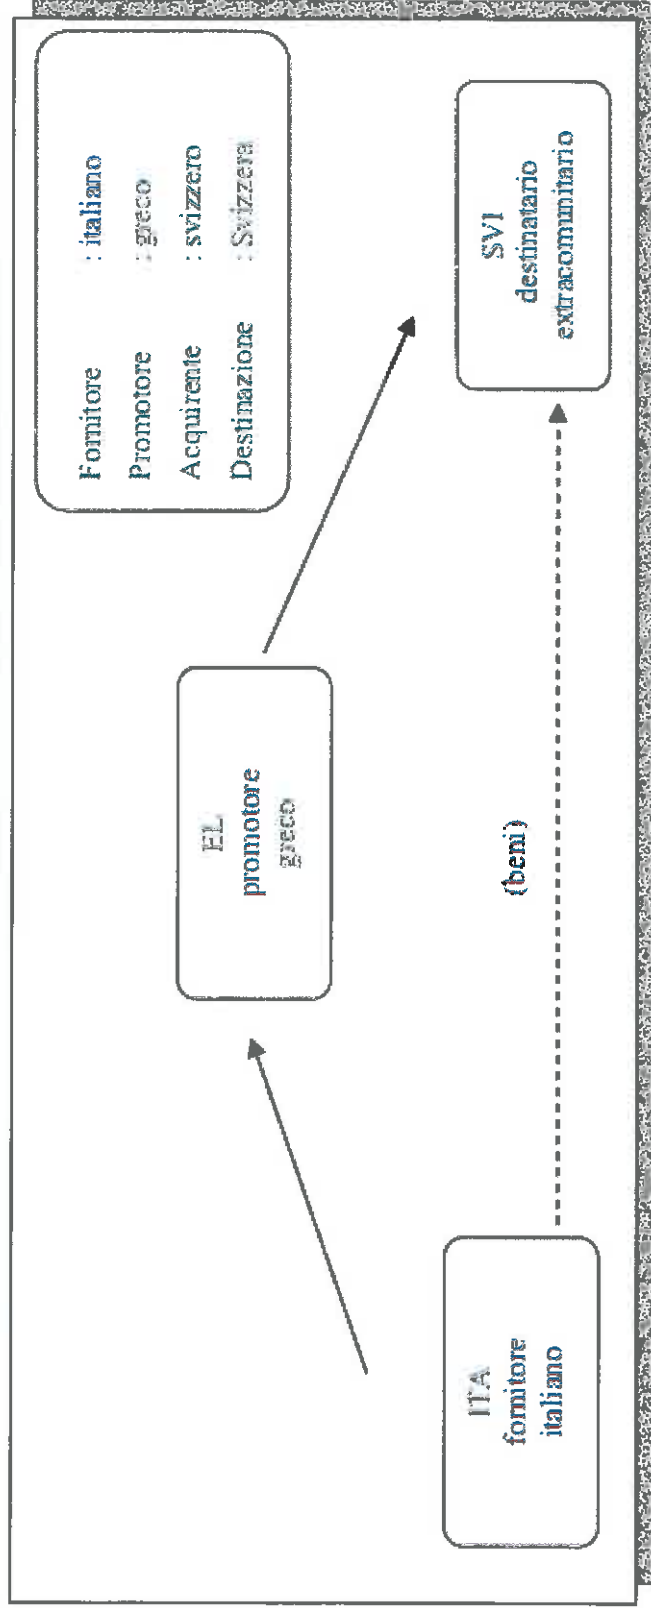 Fornitore : italiano
Promotore : greco
Acquirente : svizzero
Destinazione : Svizzera
EL
promotore
greco
(beni)
ITA
fornitore
italiano
SVI
destinatario
extracomunitario